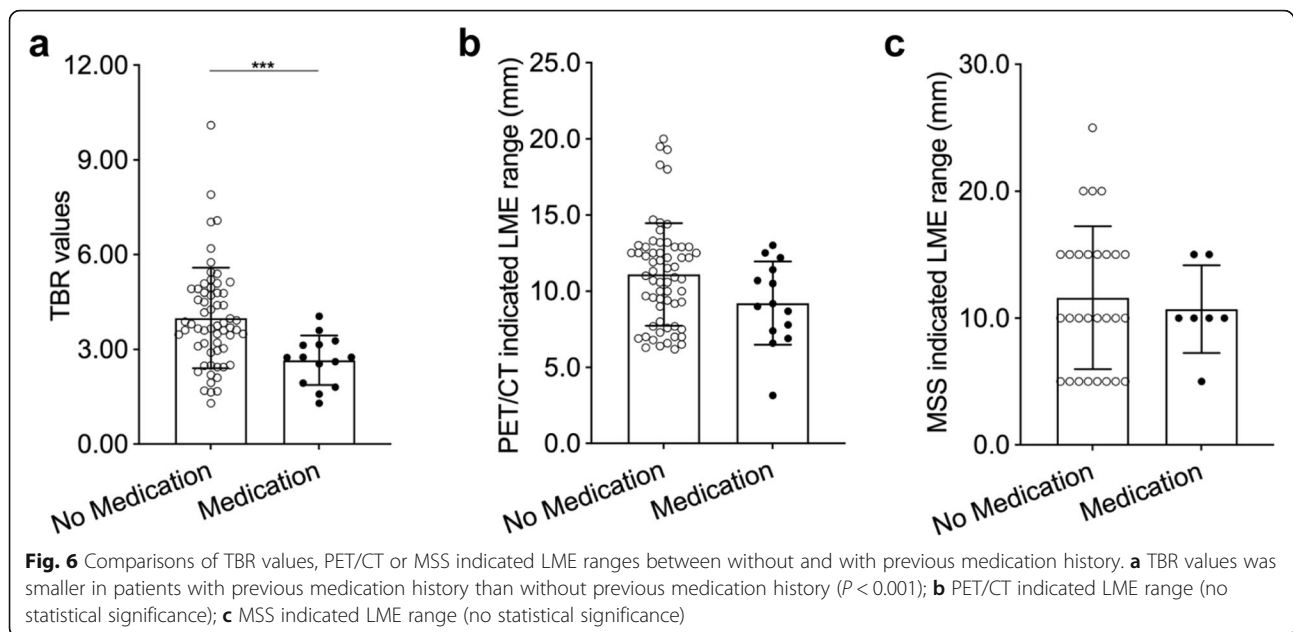 a
12.00
9.00
6.00
3.00
0.00
TBR values
***
No Medication
Medication
b
25.0
20.0
15.0
10.0
5.0
0.0
PET/CT indicated LME range (mm)
No Medication
Medication
c
30.0
20.0
10.0
0.0
MSS indicated LME range (mm)
No Medication
Medication
Fig. 6 Comparisons of TBR values, PET/CT or MSS indicated LME ranges between without and with previous medication history. a TBR values was
smaller in patients with previous medication history than without previous medication history (P < 0.001); b PET/CT indicated LME range (no
statistical significance); c MSS indicated LME range (no statistical significance)